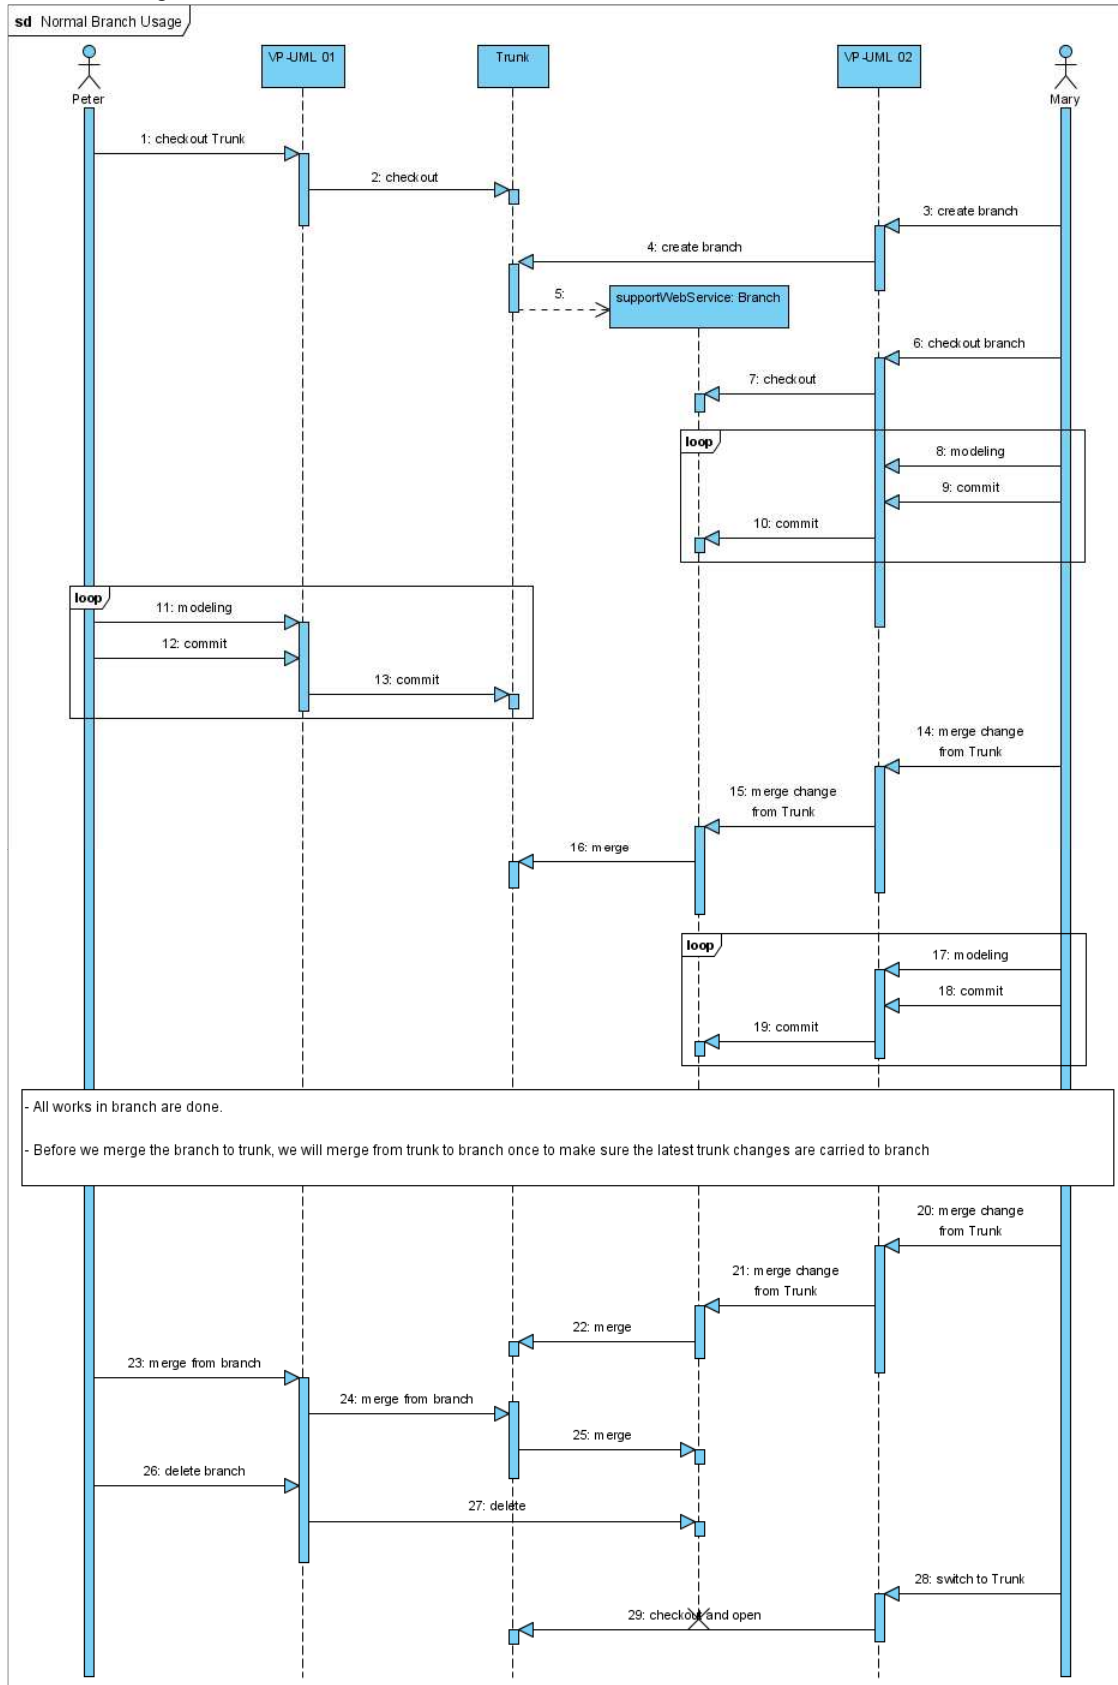 sd Normal Branch Usage
VP-UML 01
Trunk
VP-UML 02
Peter
Mary
1: checkout Trunk
2: checkout
3: create branch
4: create branch
5:
supportWebService: Branch
6: checkout branch
7: checkout
loop
8: modeling
9: commit
10: commit
loop
11: modeling
12: commit
13: commit
14: merge change
from Trunk
15: merge change
from Trunk
16: merge
loop
17: modeling
18: commit
19: commit
- All works in branch are done.
- Before we merge the branch to trunk, we will merge from trunk to branch once to make sure the latest trunk changes are carried to branch
20: merge change
from Trunk
21: merge change
from Trunk
22: merge
23: merge from branch
24: merge from branch
25: merge
26: delete branch
27: delete
28: switch to Trunk
29: checkout and open